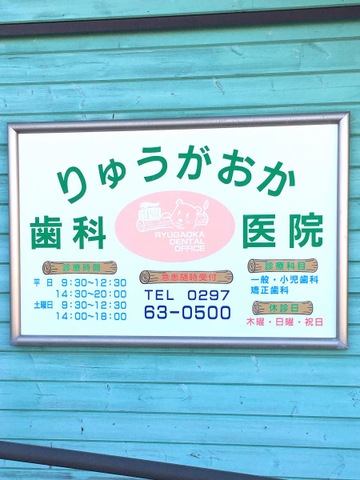 りゅうがおか
歯科 医院
RYUGAOKA
DENTAL
OFFICE
診療時間
平 日 9:30~12:30
14:30~20:00
土曜日 9:30~12:30
14:00~18:00
急患随時受付
TEL 0297
63-0500
診療科目
一般・小児歯科
矯正歯科
休診日
木曜・日曜・祝日